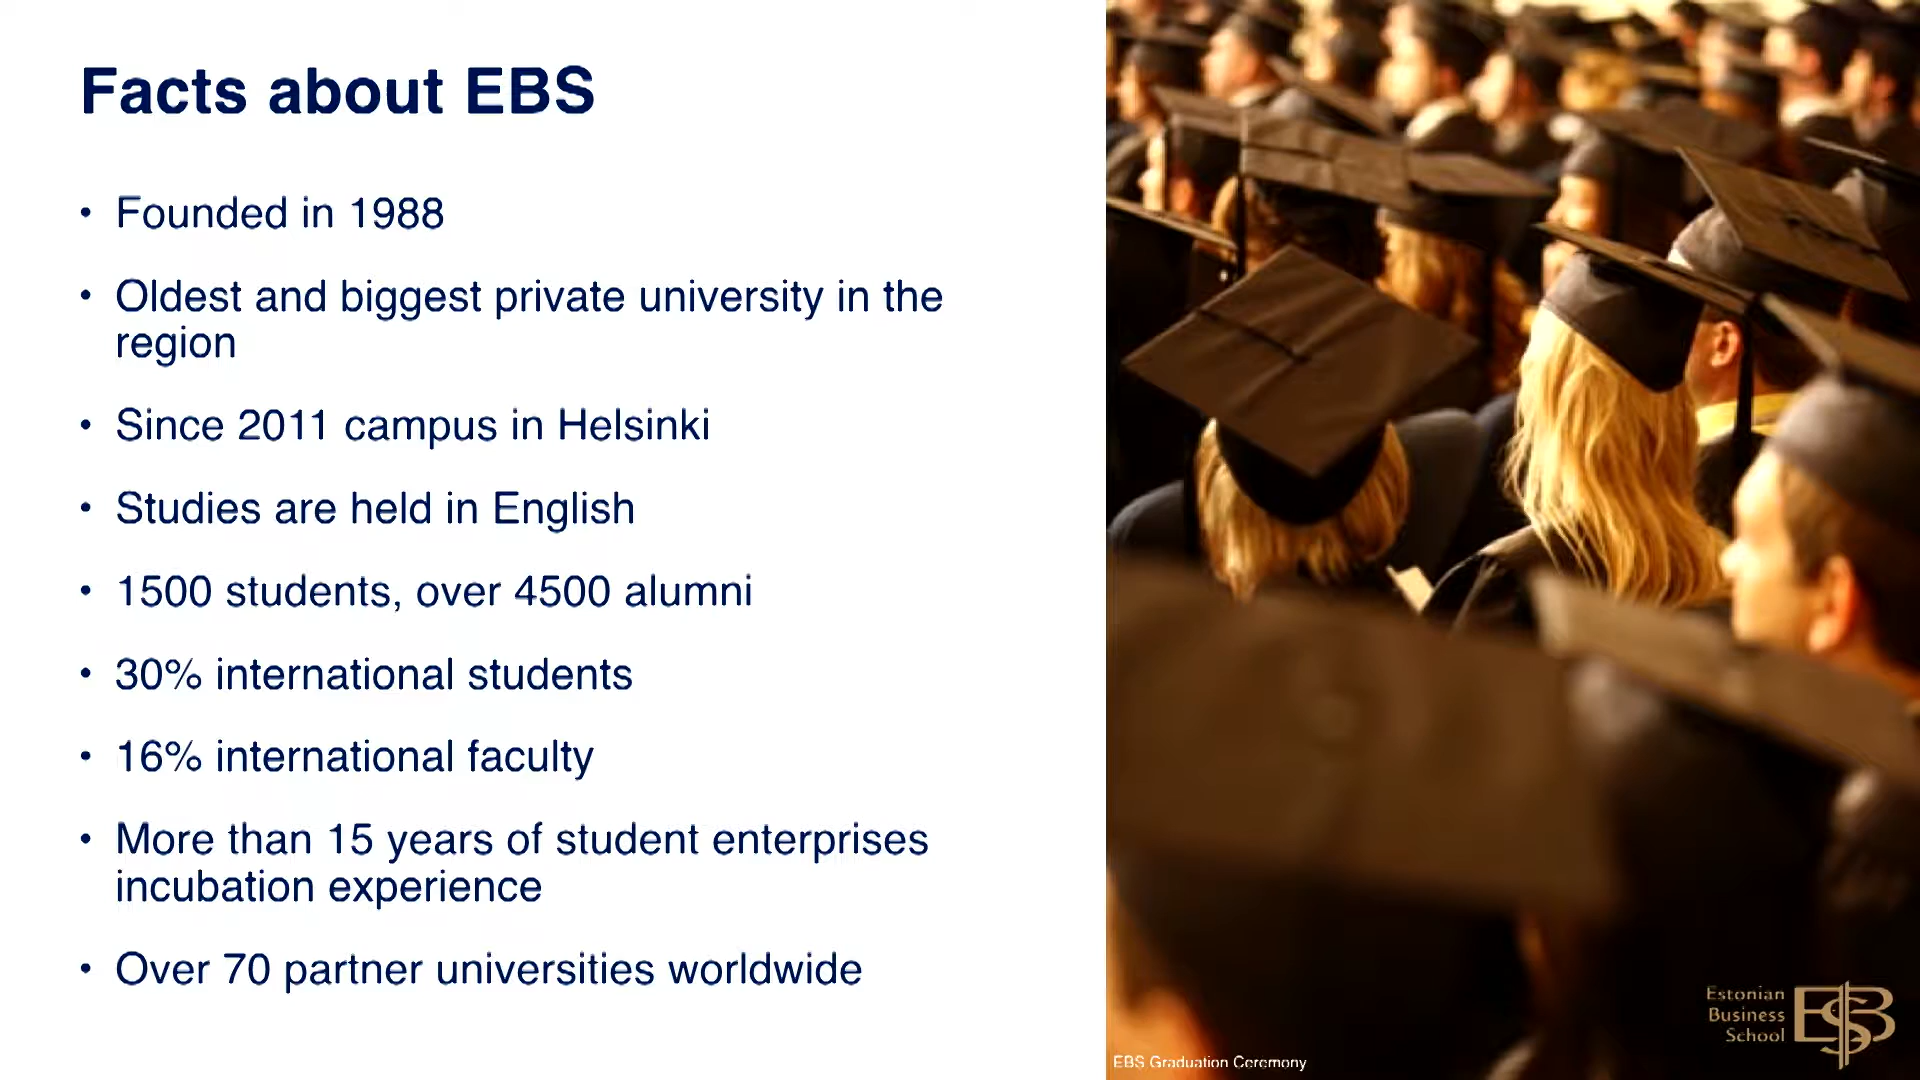 Facts about EBS
• Founded in 1988
• Oldest and biggest private university in the
region
• Since 2011 campus in Helsinki
• Studies are held in English
• 1500 students, over 4500 alumni
• 30% international students
• 16% international faculty
• More than 15 years of student enterprises
incubation experience
• Over 70 partner universities worldwide
EBS Graduation Ceremony
Estonian
Business
School
EBS